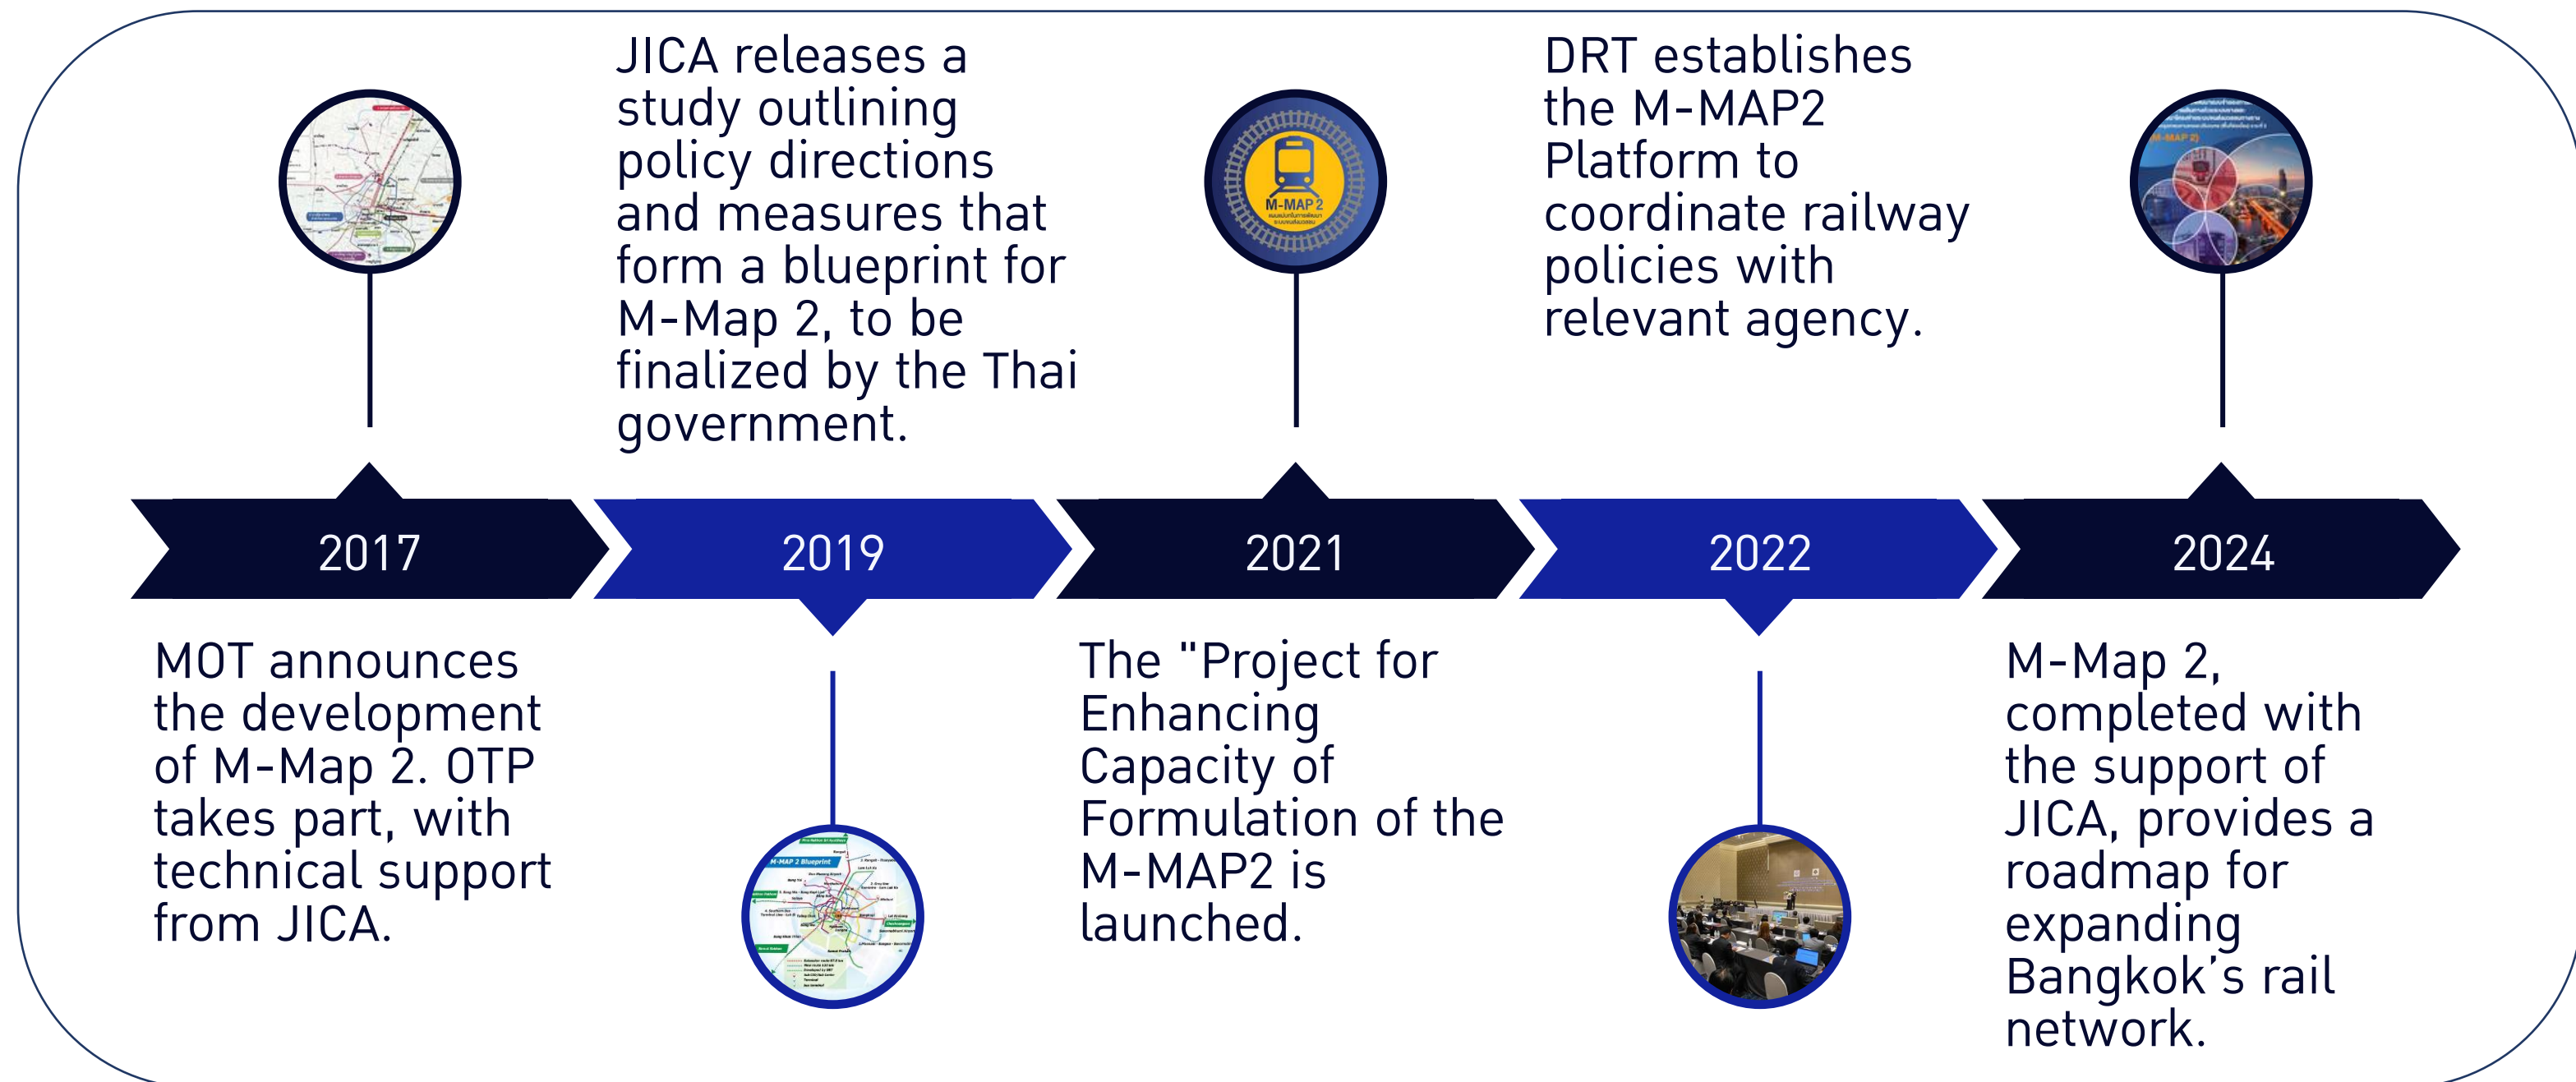 JICA releases a
study outlining
policy directions
and measures that
form a blueprint for
M-Map 2, to be
finalized by the Thai
government.
DRT establishes
the M-MAP2
Platform to
coordinate railway
policies with
relevant agency.
M-MAP 2
2017
2019
2021
2022
2024
MOT announces
the development
of M-Map 2. OTP
takes part, with
technical support
from JICA.
The "Project for
Enhancing
Capacity of
Formulation of the
M-MAP2 is
launched.
M-Map 2,
completed with
the support of
JICA, provides a
roadmap for
expanding
Bangkok's rail
network.
M-MAP 2 Blueprint